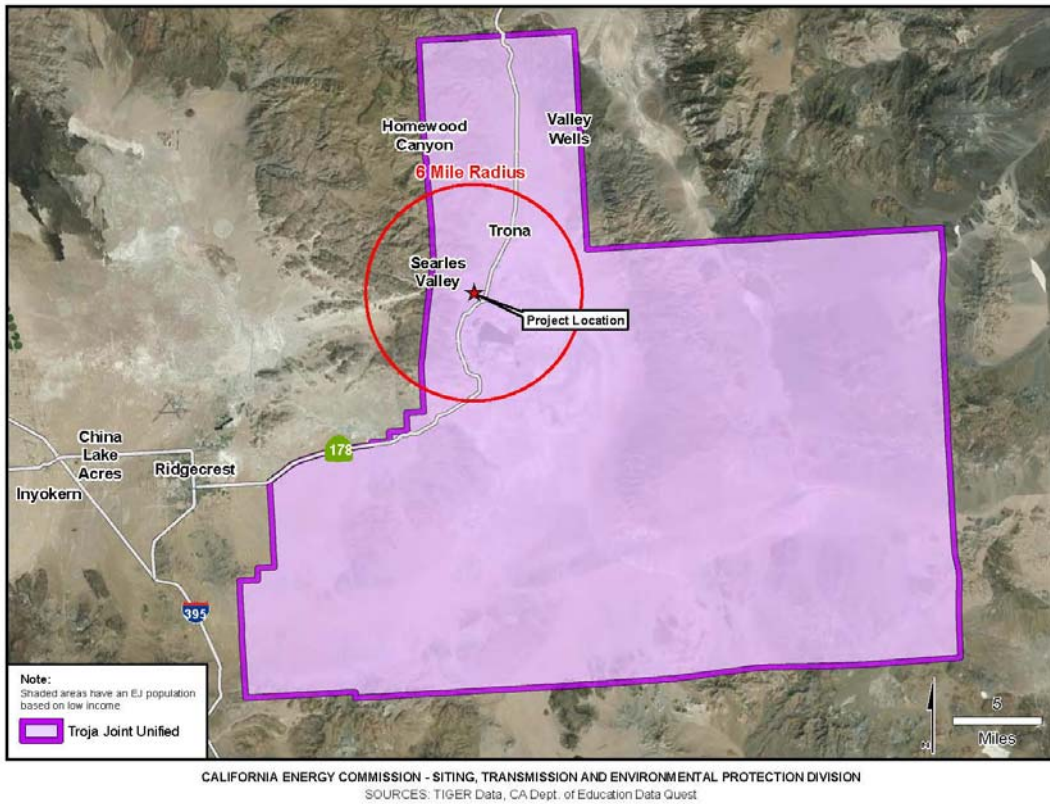 Homewood
Canyon
Valley
Wells
6 Mile Radius
Trona
Searles
Valley
Project Location
178
China
Lake
Acres
Ridgecrest
Inyokern
395
Note:
Shaded areas have an EJ population
based on low income
Troja Joint Unified
N
5
Miles
CALIFORNIA ENERGY COMMISSION - SITING, TRANSMISSION AND ENVIRONMENTAL PROTECTION DIVISION
SOURCES: TIGER Data, CA Dept. of Education Data Quest